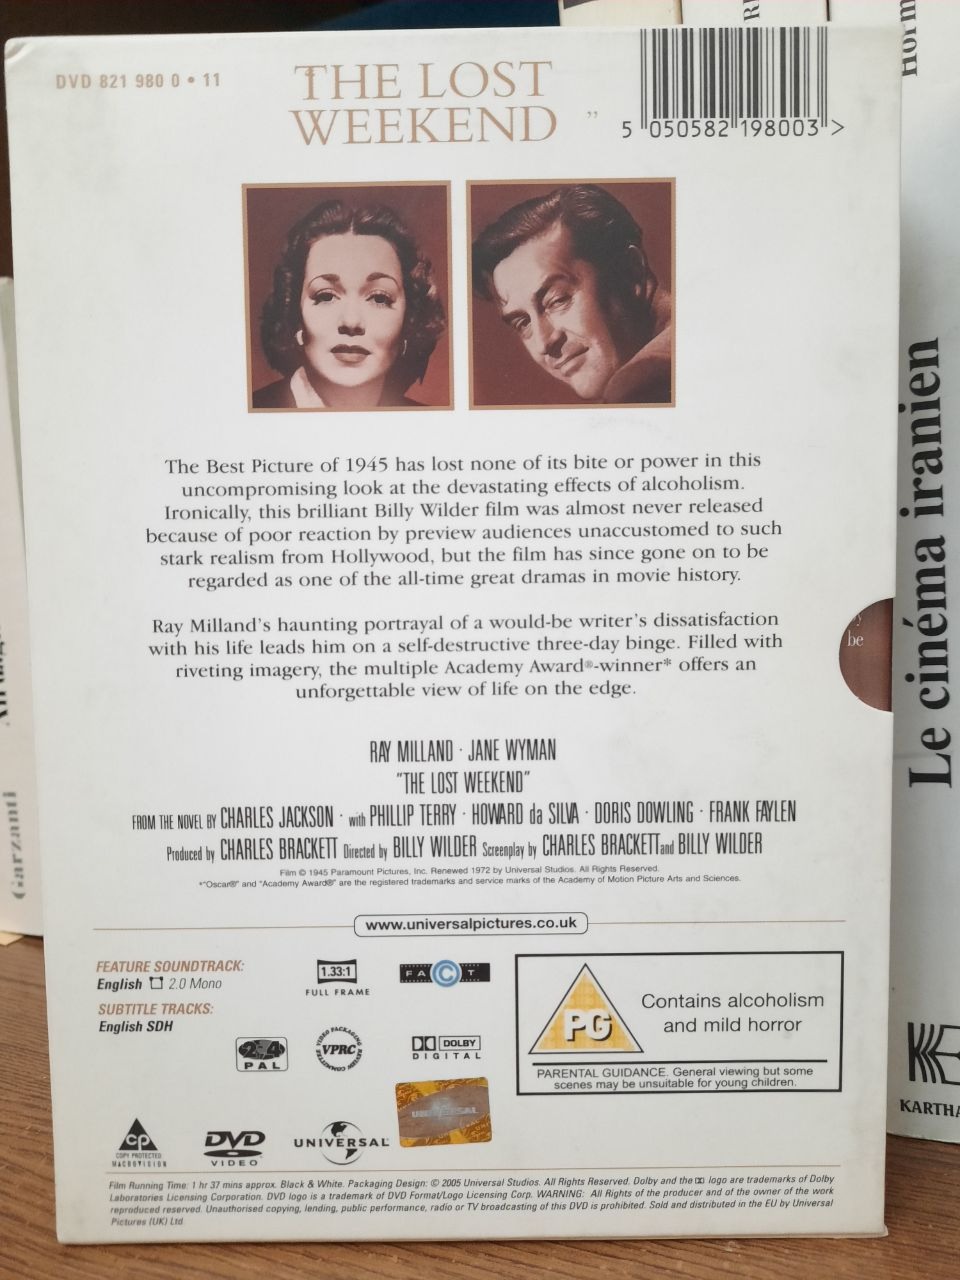 DVD 821 980 0 • 11
THE LOST
WEEKEND
”
5 050582 198003 >
The Best Picture of 1945 has lost none of its bite or power in this
uncompromising look at the devastating effects of alcoholism.
Ironically, this brilliant Billy Wilder film was almost never released
because of poor reaction by preview audiences unaccustomed to such
stark realism from Hollywood, but the film has since gone on to be
regarded as one of the all-time great dramas in movie history.
Ray Milland's haunting portrayal of a would-be writer's dissatisfaction
with his life leads him on a self-destructive three-day binge. Filled with
riveting imagery, the multiple Academy Award®-winner* offers an
unforgettable view of life on the edge.
be
RAY MILLAND · JANE WYMAN
"THE LOST WEEKEND"
FROM THE NOVEL BY CHARLES JACKSON · with PHILLIP TERRY · HOWARD da SILVA · DORIS DOWLING · FRANK FAYLEN
Produced by CHARLES BRACKETT Directed by BILLY WILDER Screenplay by CHARLES BRACKETT and BILLY WILDER
Film © 1945 Paramount Pictures, Inc. Renewed 1972 by Universal Studios. All Rights Reserved.
*"Oscar®" and "Academy Award®" are the registered trademarks and service marks of the Academy of Motion Picture Arts and Sciences.
www.universalpictures.co.uk
FEATURE SOUNDTRACK:
English 2.0 Mono
SUBTITLE TRACKS:
English SDH
1.33:1
FULL FRAME
FACT
2 4
PAL
VIDEO PACKAGING REVIEW COMMITTEE
VPRC
DOLBY
DIGITAL
PG
Contains alcoholism
and mild horror
PARENTAL GUIDANCE. General viewing but some
scenes may be unsuitable for young children.
UNIVERSAL
CP
COPY PROTECTED
MACROVISION
DVD
VIDEO
UNIVERSAL
Film Running Time: 1 hr 37 mins approx. Black & White. Packaging Design: © 2005 Universal Studios. All Rights Reserved. Dolby and the logo are trademarks of Dolby
Laboratories Licensing Corporation. DVD logo is a trademark of DVD Format/Logo Licensing Corp. WARNING: All Rights of the producer and of the owner of the work
reproduced reserved. Unauthorised copying, lending, public performance, radio or TV broadcasting of this DVD is prohibited. Sold and distributed in the EU by Universal
Pictures (UK) Ltd.
Le cinéma iranien
Horm
KARTHA
Garzanti